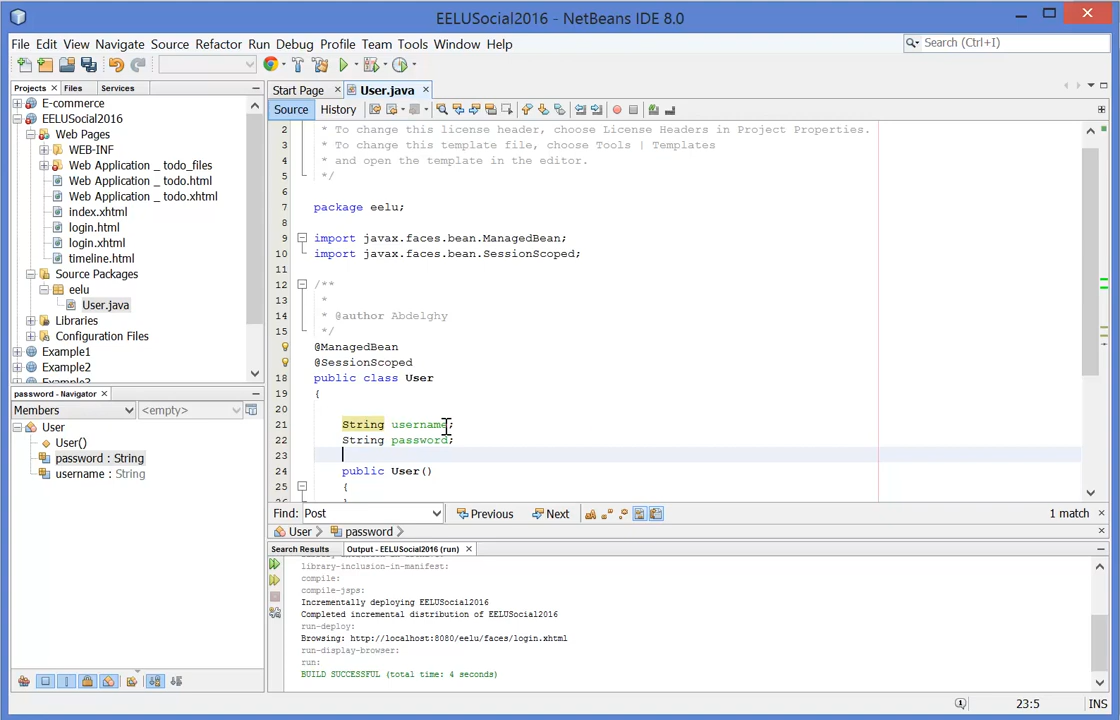 EELUSocial2016 - NetBeans IDE 8.0
File Edit View Navigate Source Refactor Run Debug Profile Team Tools Window Help
Search (Ctrl+I)
Projects Files Services
E-commerce
EELUSocial2016
Web Pages
WEB-INF
Web Application _ todo_files
Web Application _ todo.html
Web Application _ todo.xhtml
index.xhtml
login.html
login.xhtml
timeline.html
Source Packages
eelu
User.java
Libraries
Configuration Files
Example1
Example2
password - Navigator
Members <empty>
User
User()
password : String
username : String
Start Page User.java
Source History
2 * To change this license header, choose License Headers in Project Properties.
3 * To change this template file, choose Tools | Templates
4 * and open the template in the editor.
5 */
6
7 package eelu;
8
9 import javax.faces.bean.ManagedBean;
10 import javax.faces.bean.SessionScoped;
11
12 /**
13 *
14 * @author Abdelghy
15 */
@ManagedBean
@SessionScoped
18 public class User
19 {
20
21 String username;
22 String password;
23
24 public User()
25 {
Find: Post Previous Next 1 match
User password
Search Results Output - EELUSocial2016 (run)
library-inclusion-in-manifest:
compile:
compile-jsps:
Incrementally deploying EELUSocial2016
Completed incremental distribution of EELUSocial2016
run-deploy:
Browsing: http://localhost:8080/eelu/faces/login.xhtml
run-display-browser:
run:
BUILD SUCCESSFUL (total time: 4 seconds)
23:5 INS